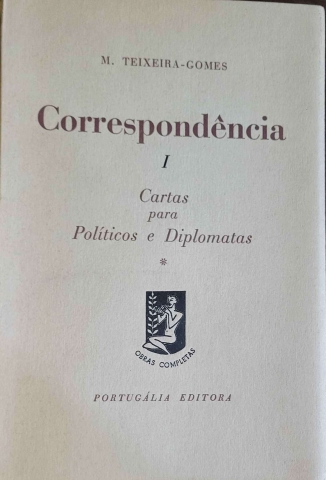 M. TEIXEIRA-GOMES
Correspondência
I
Cartas
para
Políticos e Diplomatas
*
OBRAS COMPLETAS
PORTUGÁLIA EDITORA